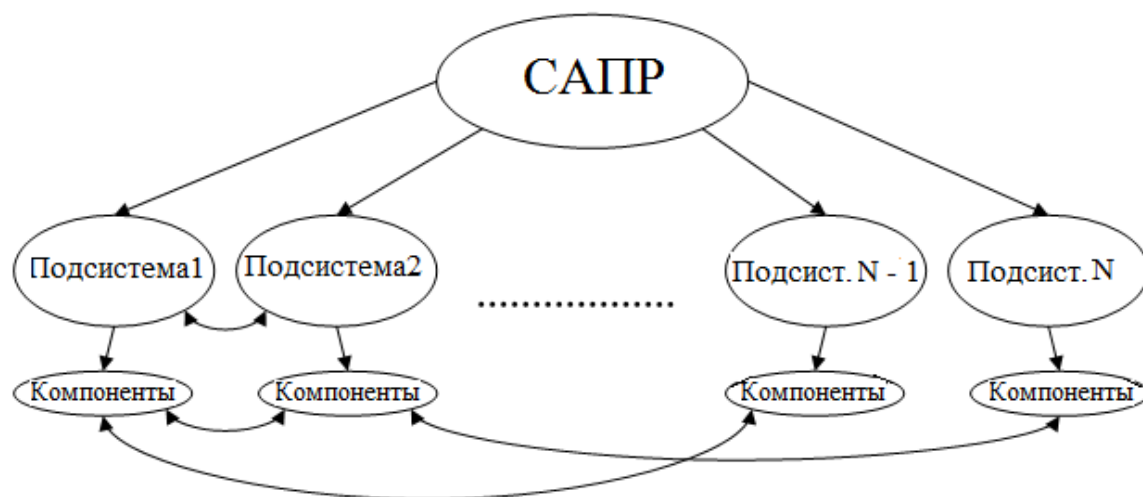 САПР
Подсистема1
Подсистема2
Подсист. N - 1
Подсист. N
Компоненты
Компоненты
Компоненты
Компоненты